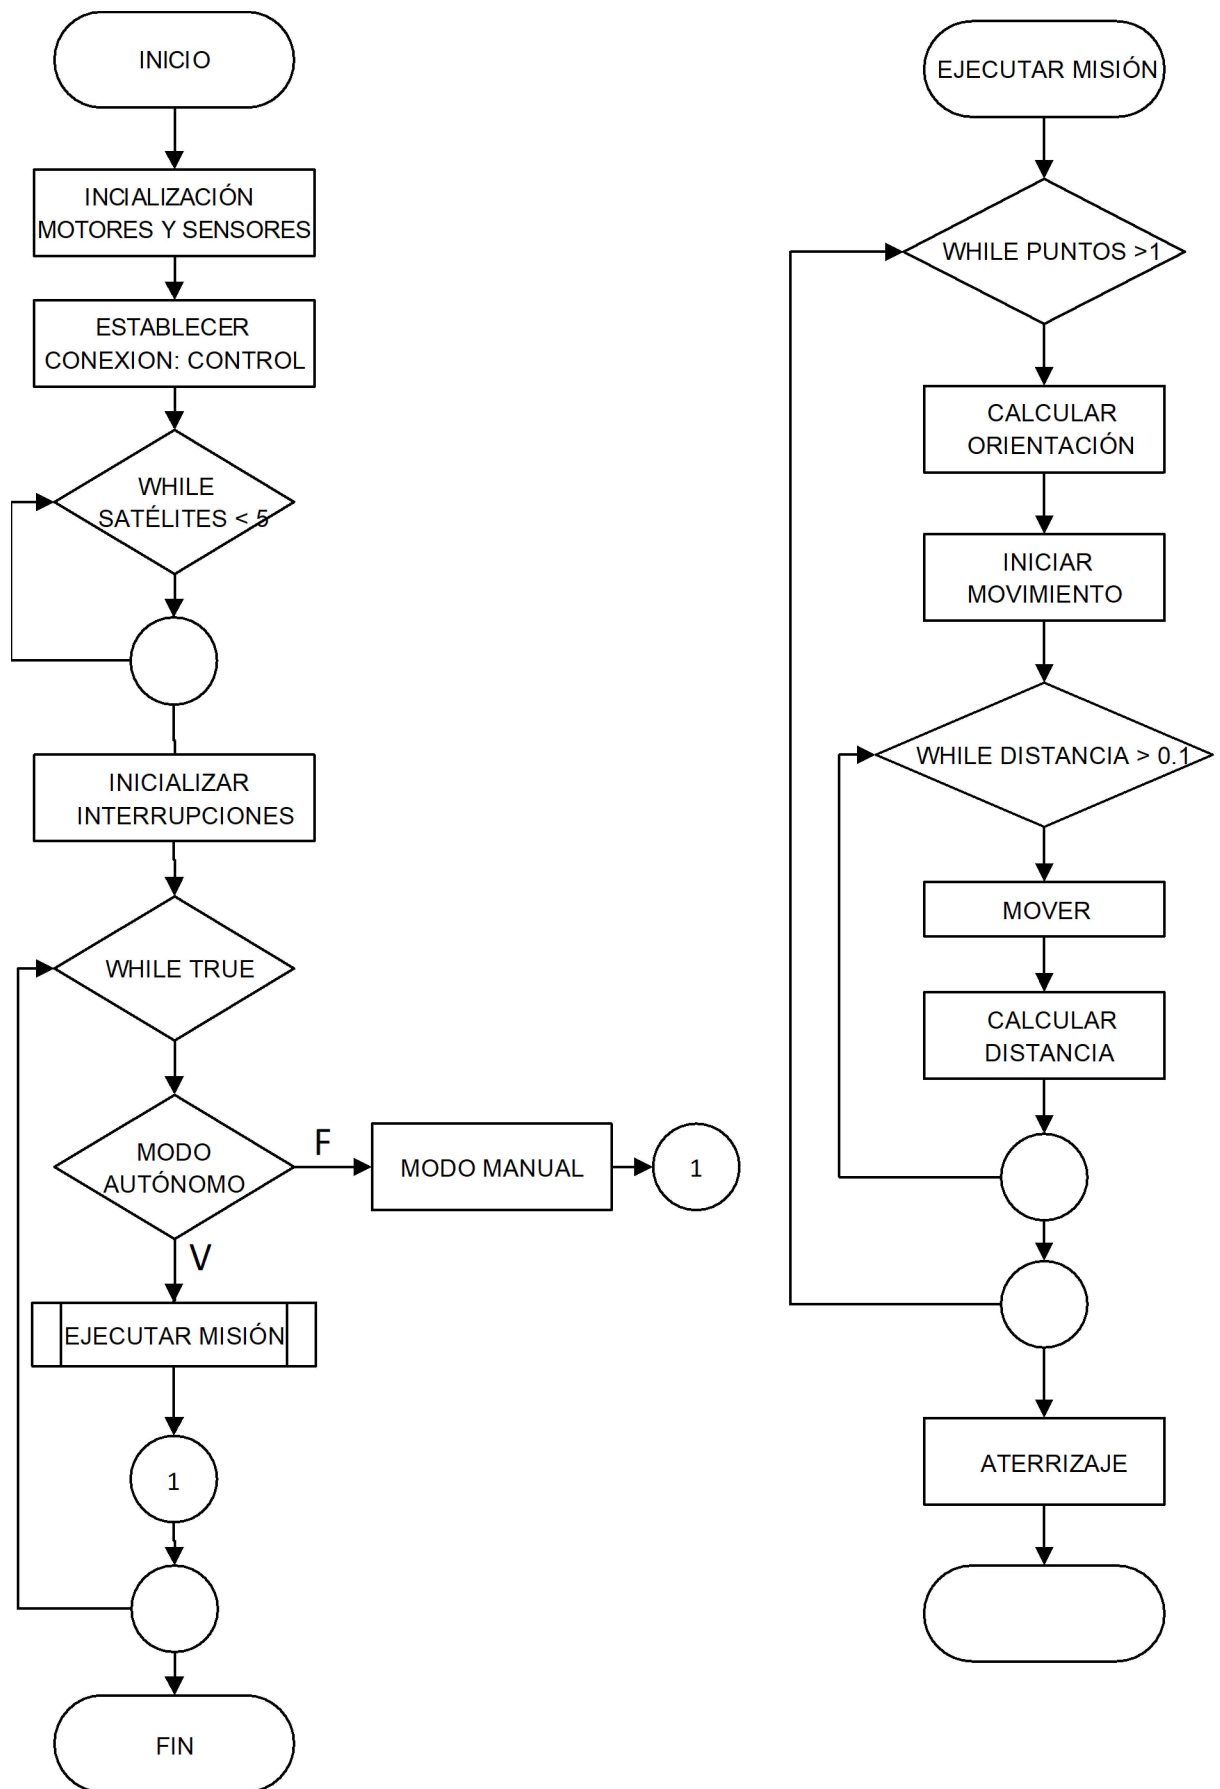 INICIO
INCIALIZACIÓN
MOTORES Y SENSORES
ESTABLECER
CONEXION: CONTROL
WHILE
SATÉLITES < 5
INICIALIZAR
INTERRUPCIONES
WHILE TRUE
MODO
AUTÓNOMO
F
MODO MANUAL
1
V
EJECUTAR MISIÓN
1
FIN
EJECUTAR MISIÓN
WHILE PUNTOS >1
CALCULAR
ORIENTACIÓN
INICIAR
MOVIMIENTO
WHILE DISTANCIA > 0.1
MOVER
CALCULAR
DISTANCIA
ATERRIZAJE